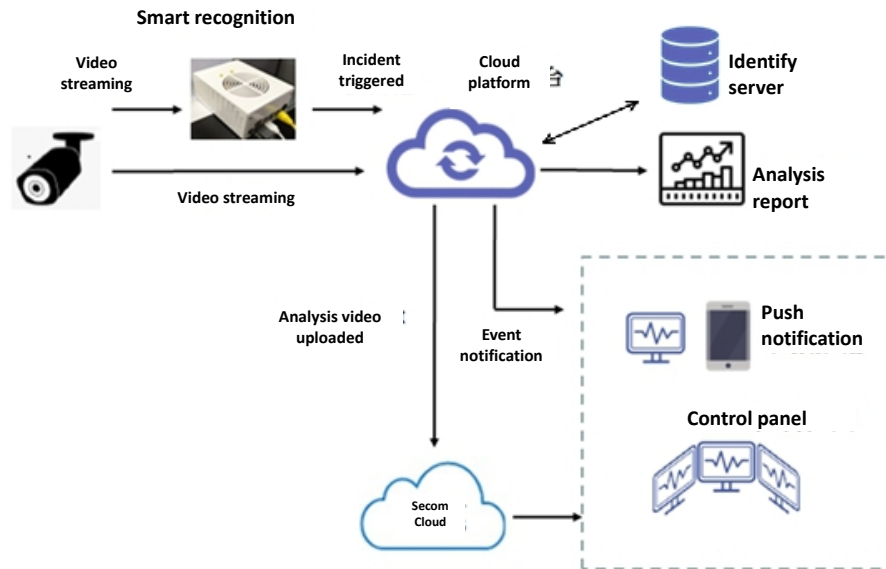 Smart recognition
Video
streaming
Incident
triggered
Cloud
platform
Identify
server
Video streaming
Analysis
report
Analysis video
uploaded
Event
notification
Push
notification
Control panel
Secom
Cloud